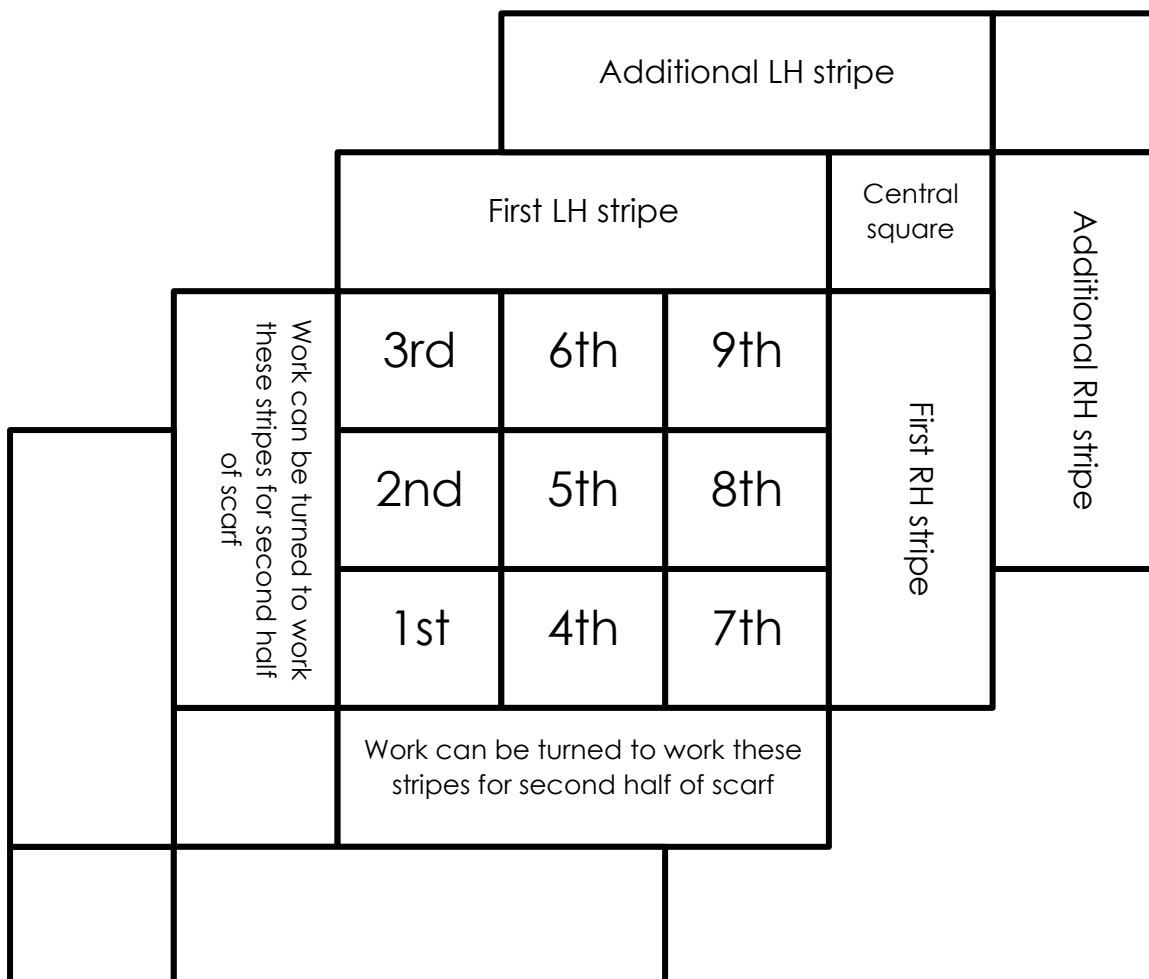 Additional LH stripe
First LH stripe
Central
square
Additional RH stripe
Work can be turned to work
these stripes for second half
of scarf
3rd
6th
9th
First RH stripe
2nd
5th
8th
1st
4th
7th
Work can be turned to work these
stripes for second half of scarf